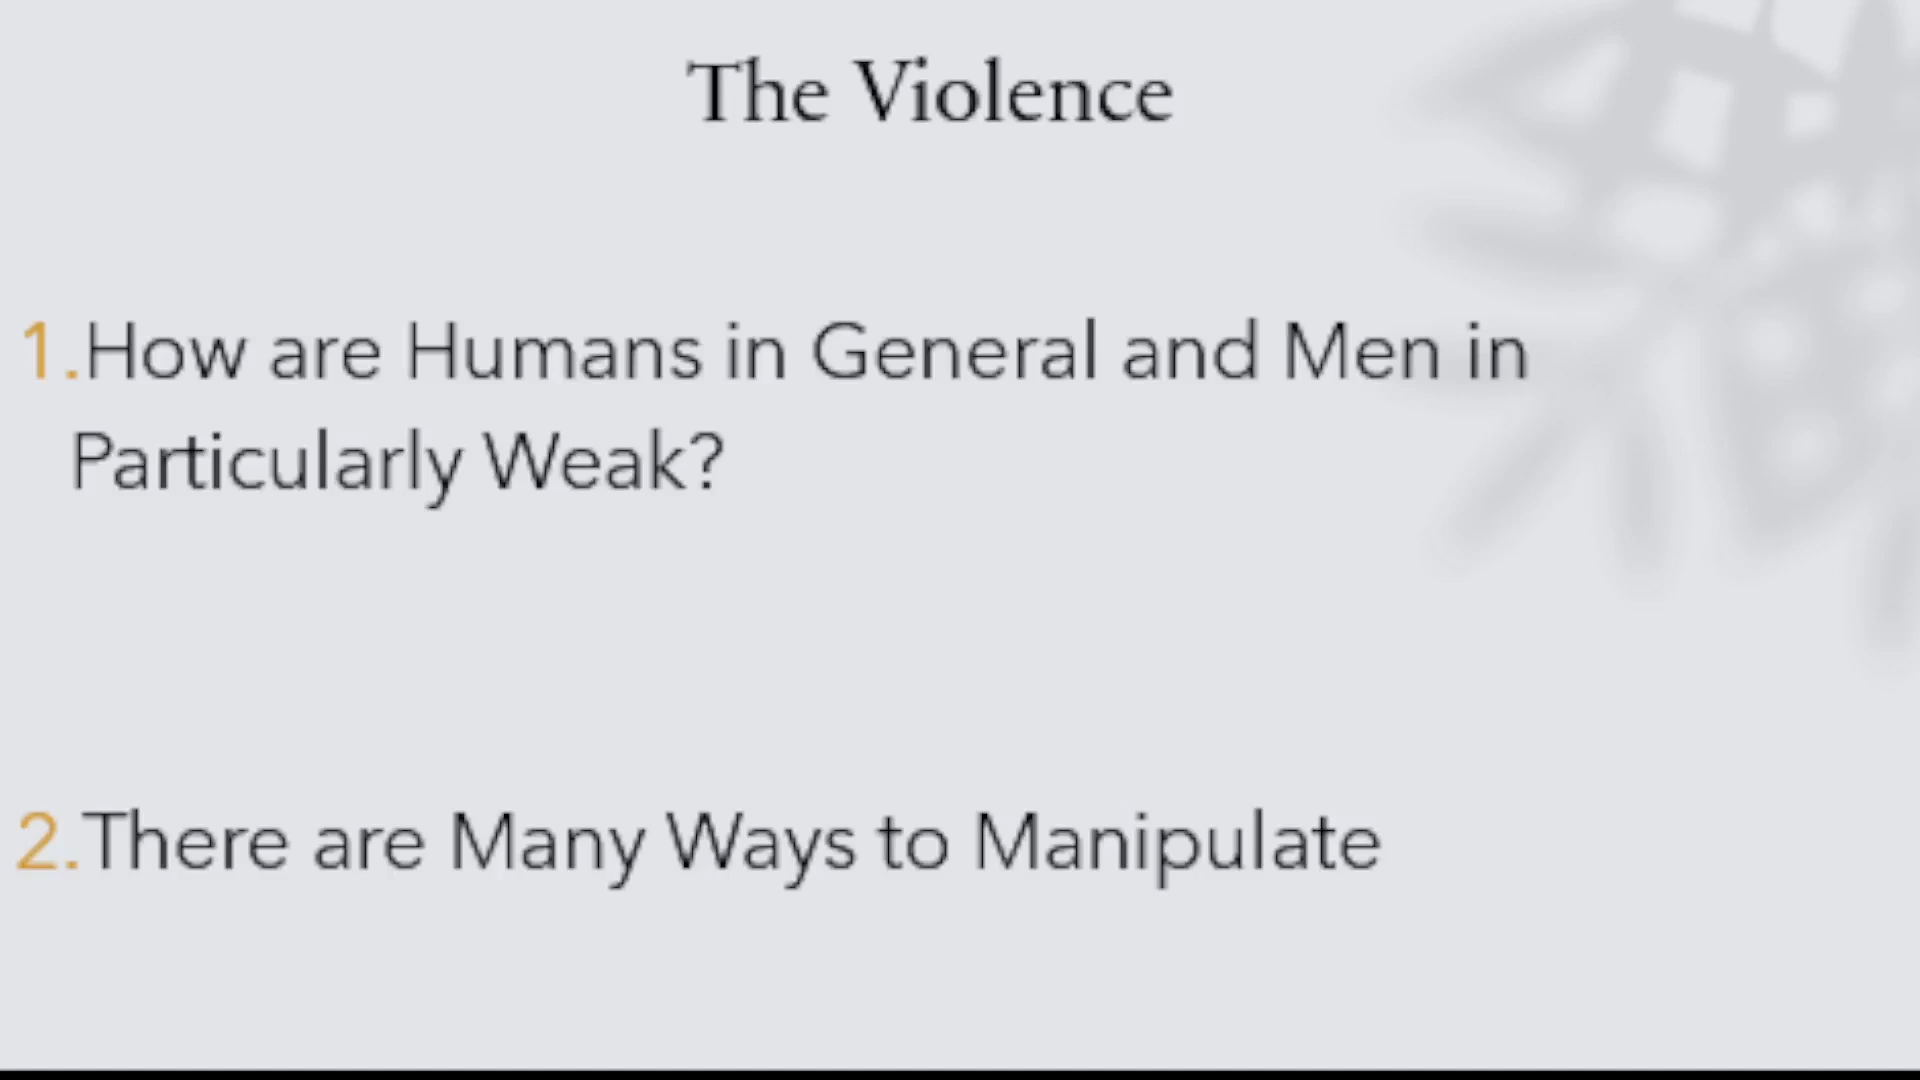 The Violence
1.How are Humans in General and Men in
Particularly Weak?
2.There are Many Ways to Manipulate